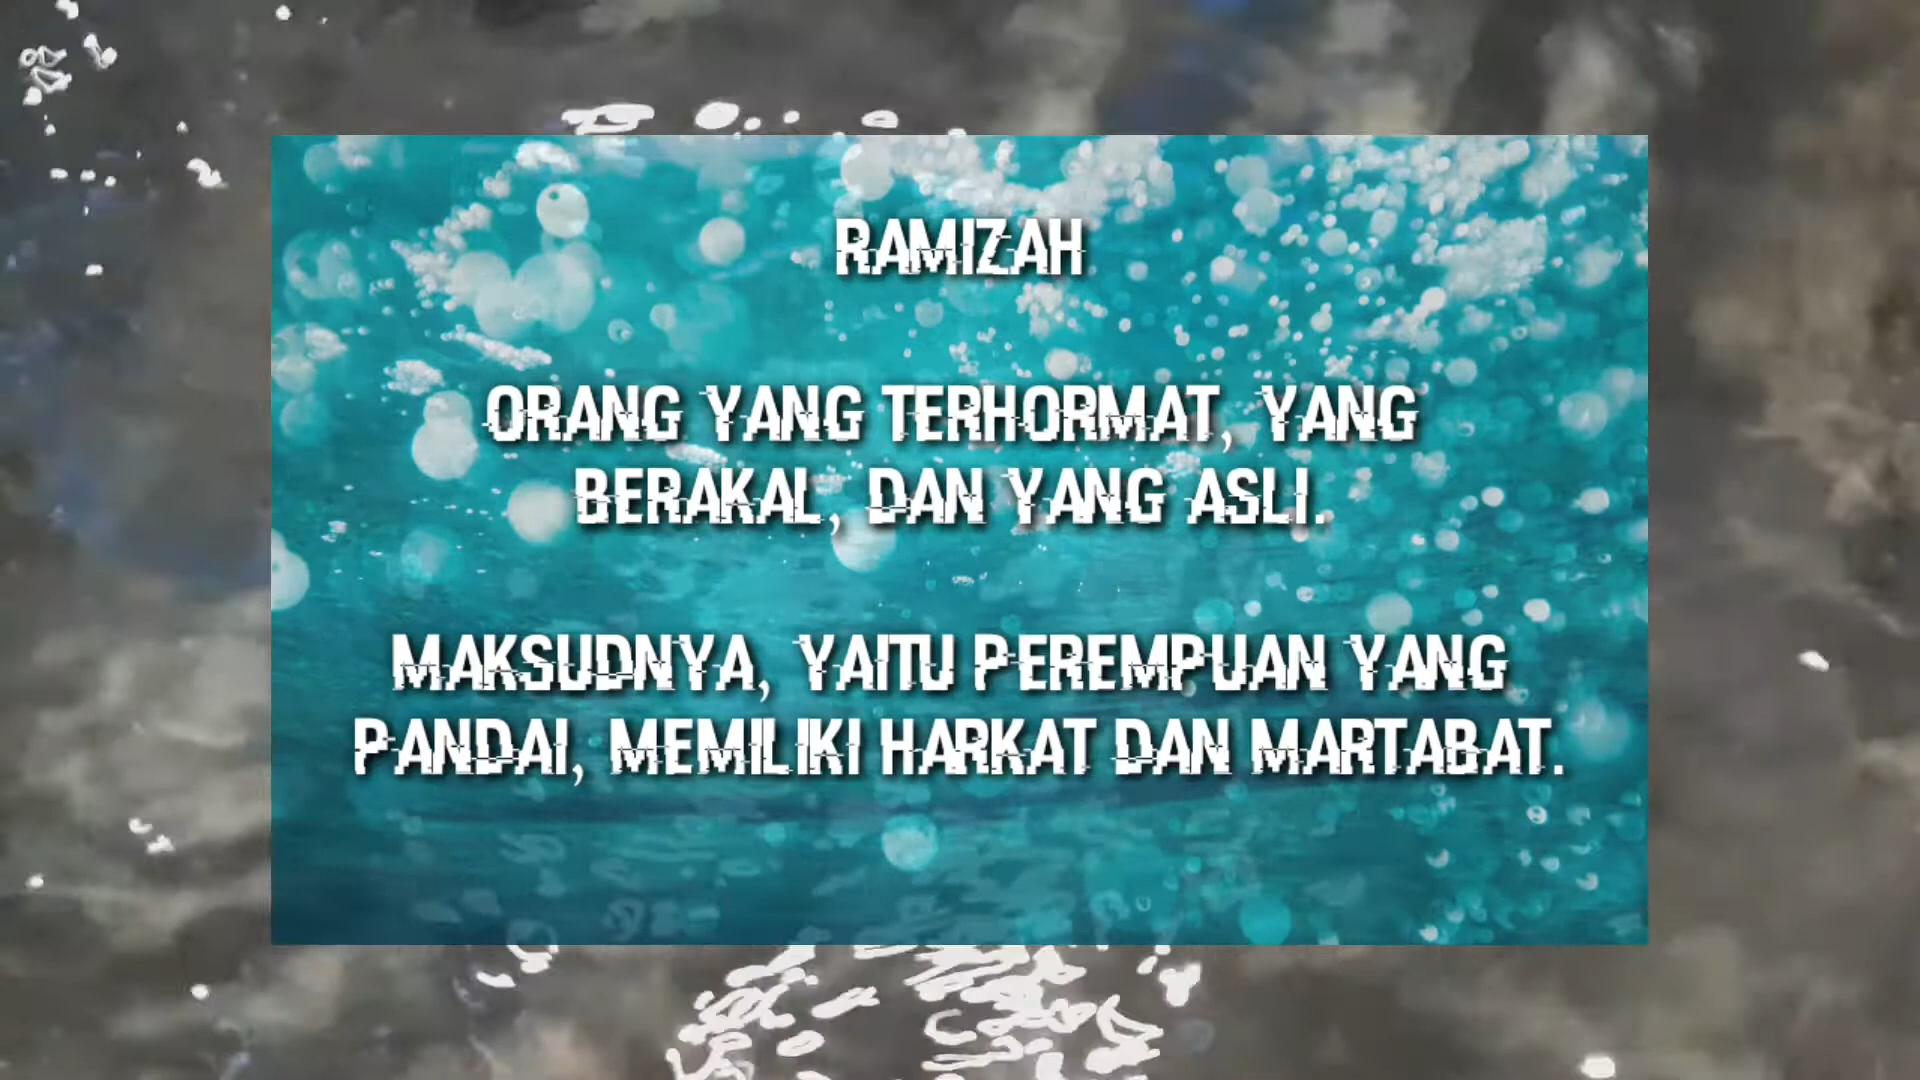 RAMIZAH
ORANG YANG TERHORMAT, YANG
BERAKAL, DAN YANG ASLI.
MAKSUDNYA, YAITU PEREMPUAN YANG
PANDAI, MEMILIKI HARKAT DAN MARTABAT.